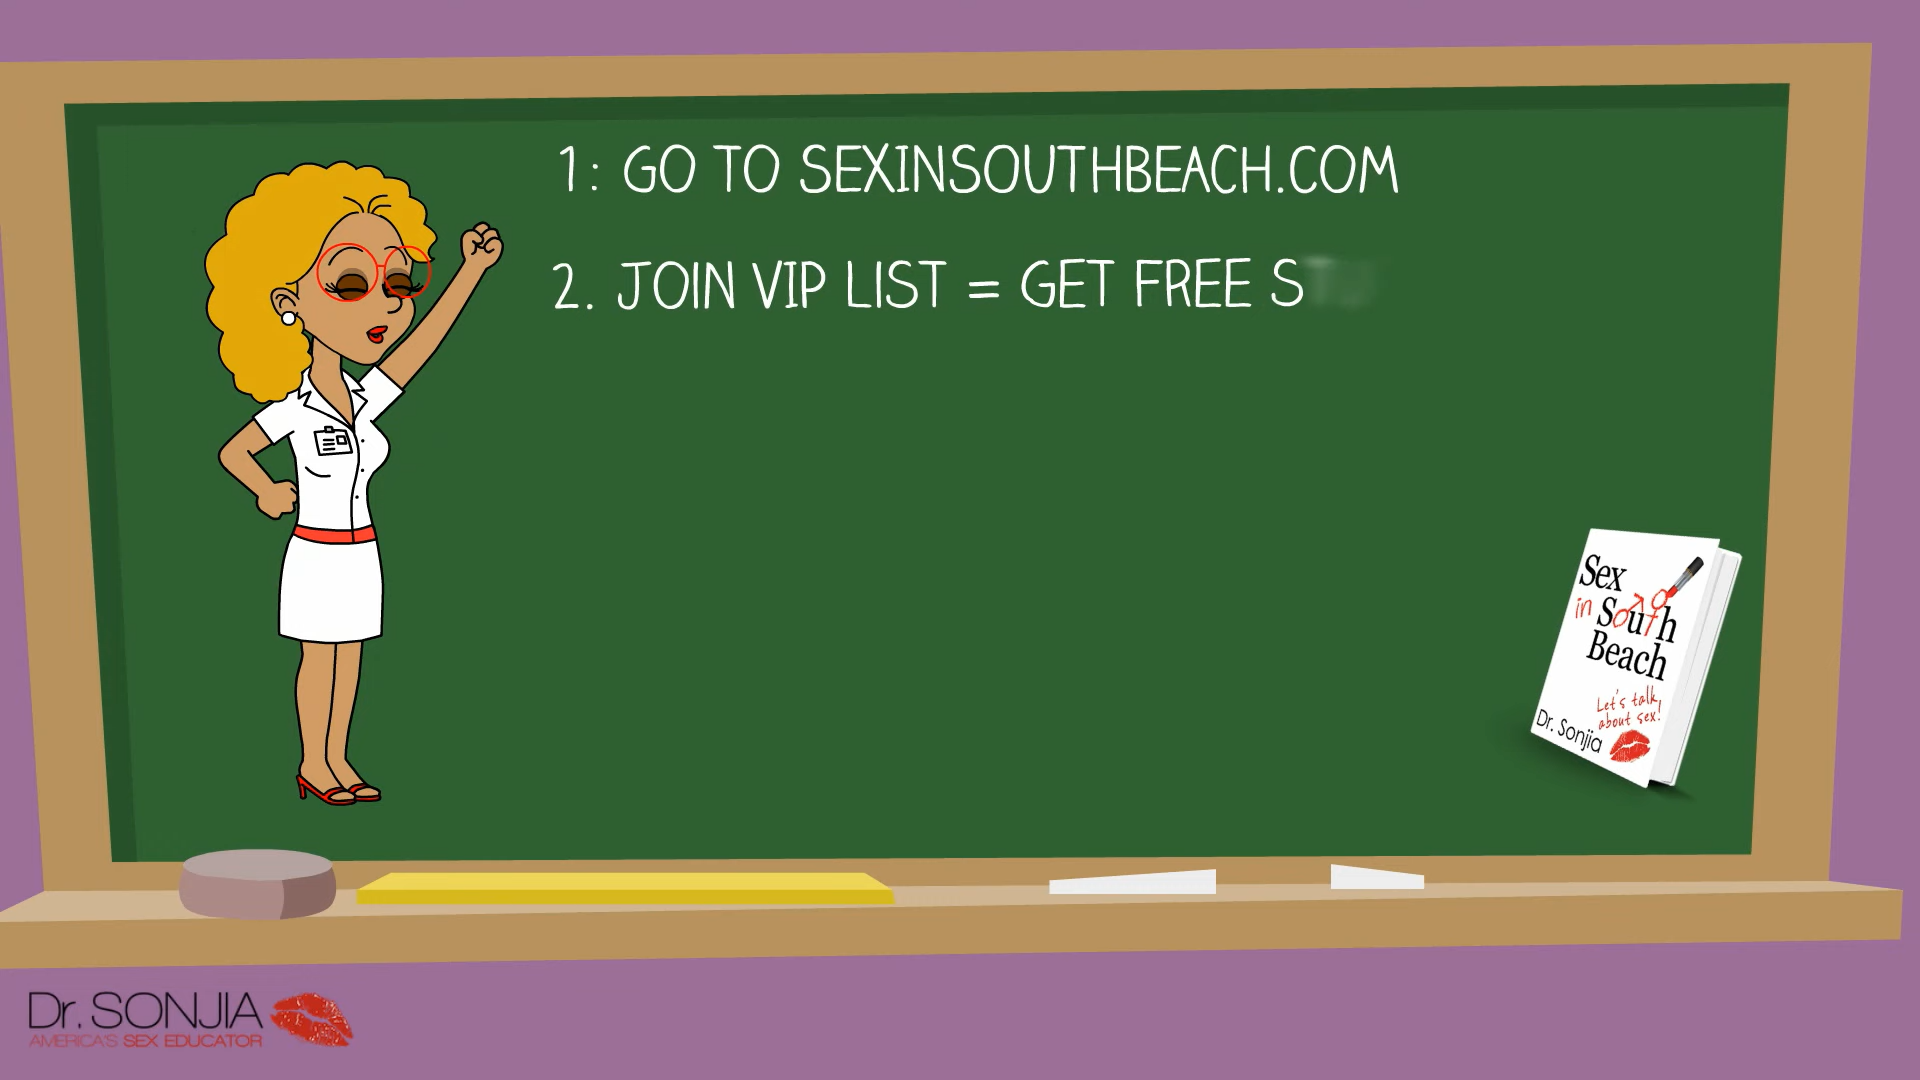 1: GO TO SEXINSOUTHBEACH.COM
2. JOIN VIP LIST = GET FREE
Sex
in South
Beach
Let's talk
about sex!
Dr. Sonjia
Dr. SONJIA
AMERICA'S SEX EDUCATOR